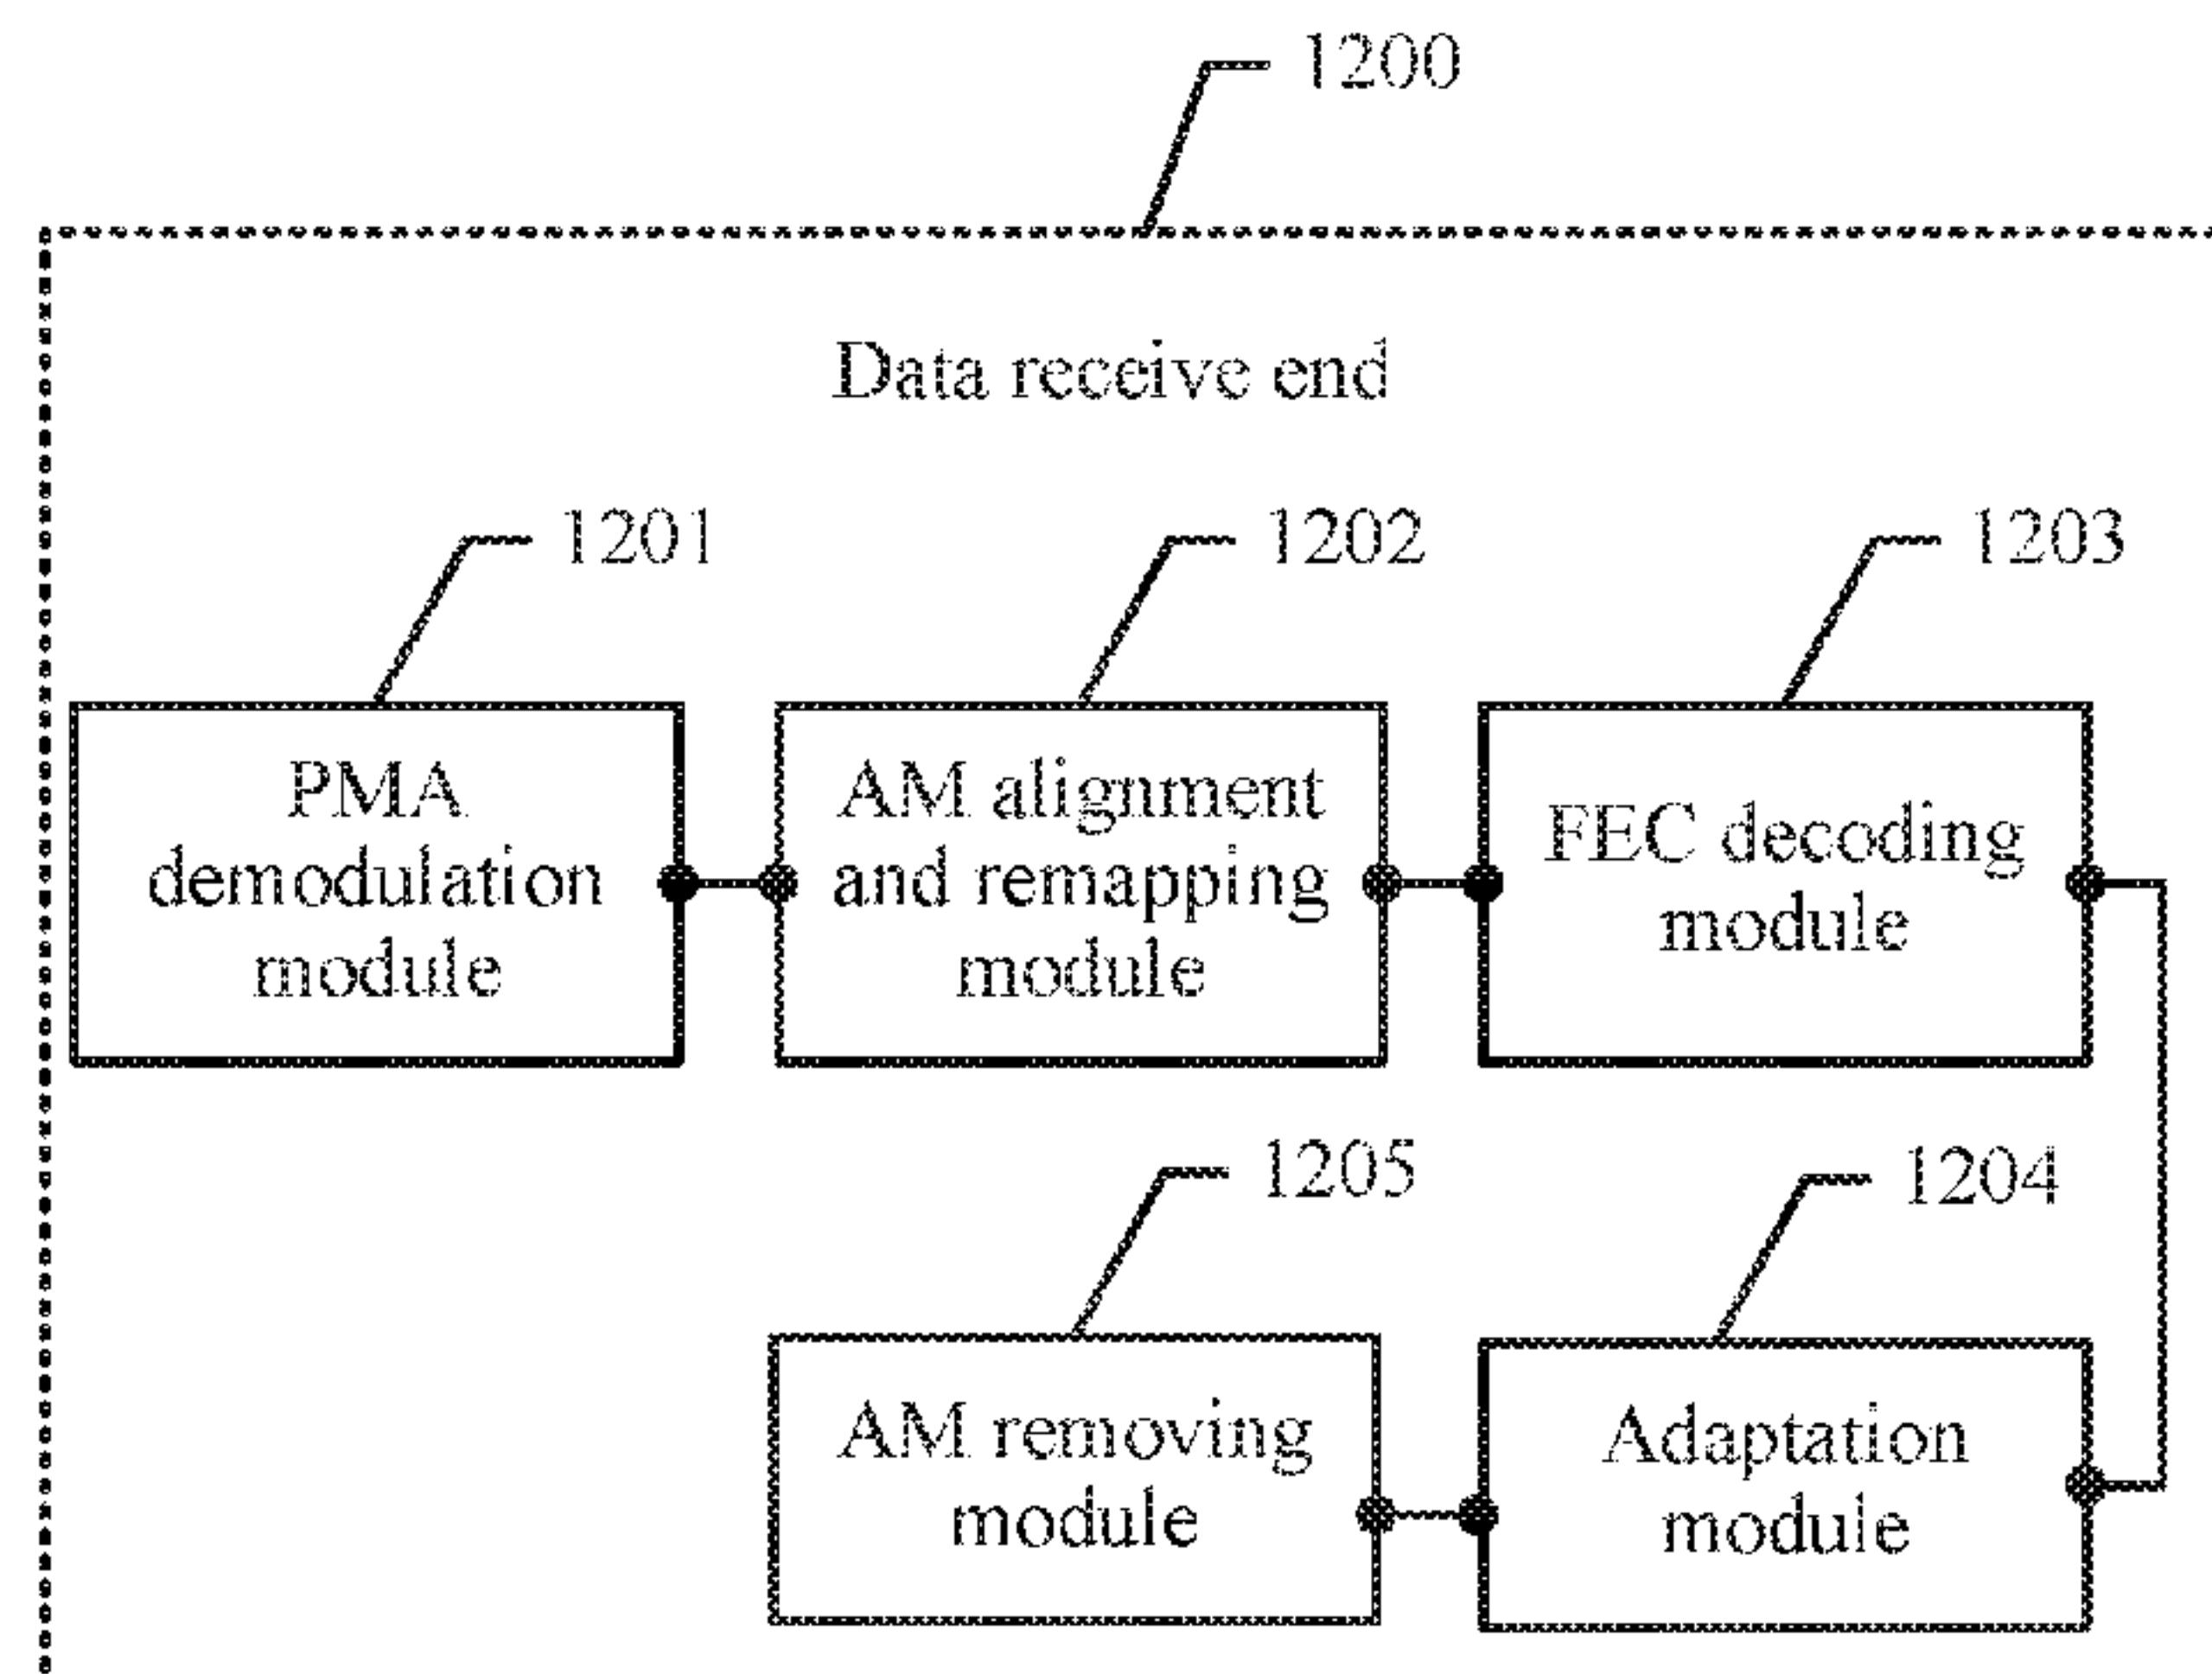 1200
Data receive end
1201
1202
1203
PMA
demodulation
module
AM alignment
and remapping
module
FEC decoding
module
1205
1204
AM removing
module
Adaptation
module